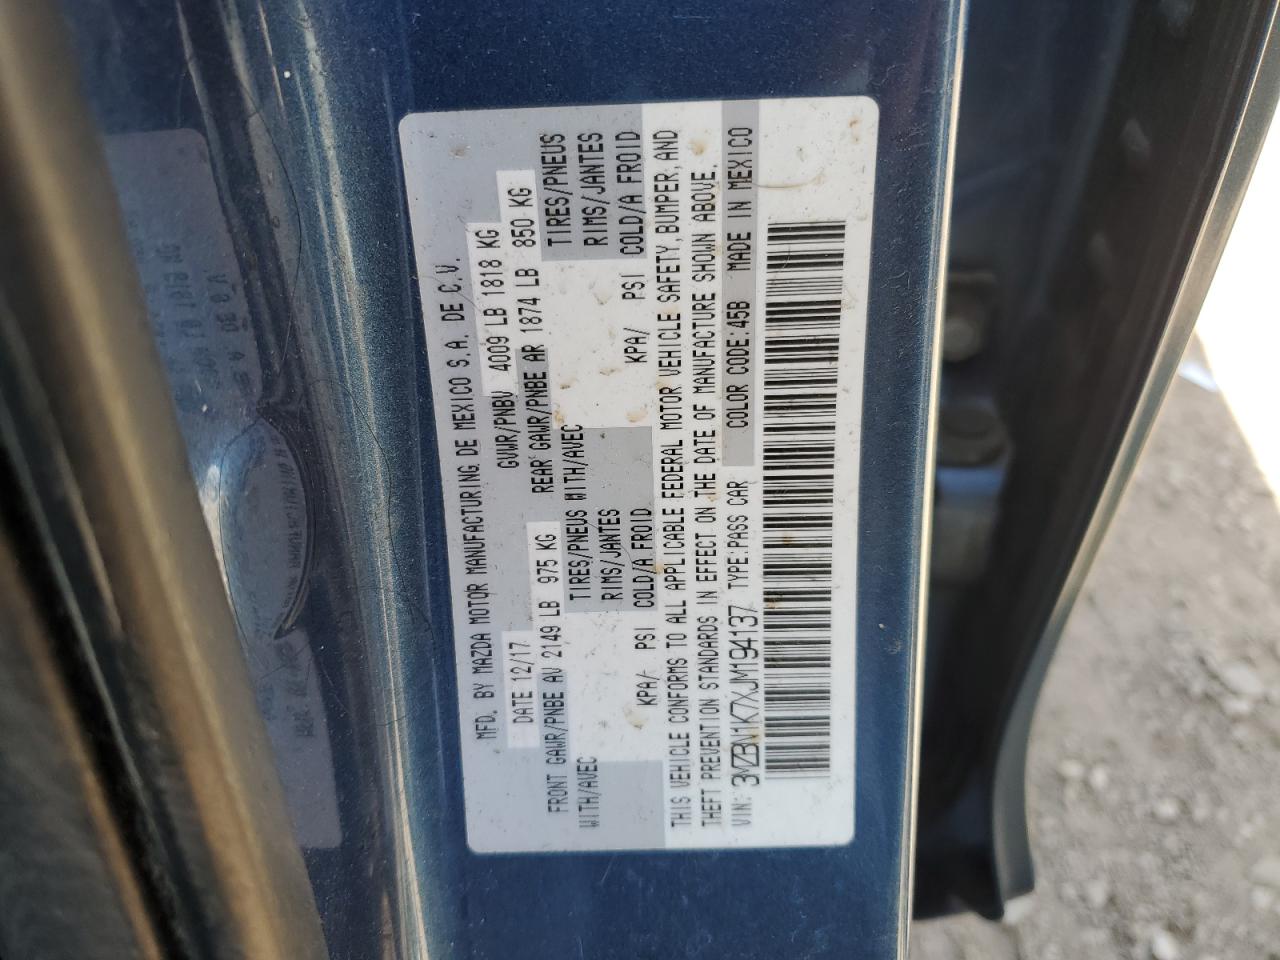 MFD. BY MAZDA MOTOR MANUFACTURING DE MEXICO S.A. DE C.V.
DATE 12/17 GVWR/PNBV 4009 LB 1818 KG
FRONT GAWR/PNBE AV 2149 LB 975 KG REAR GAWR/PNBE AR 1874 LB 850 KG
WITH/AVEC TIRES/PNEUS WITH/AVEC TIRES/PNEUS
RIMS/JANTES RIMS/JANTES
KPA/ PSI COLD/A FROID KPA/ PSI COLD/A FROID
THIS VEHICLE CONFORMS TO ALL APPLICABLE FEDERAL MOTOR VEHICLE SAFETY, BUMPER, AND
THEFT PREVENTION STANDARDS IN EFFECT ON THE DATE OF MANUFACTURE SHOWN ABOVE.
VIN: 3MZBN1K7XJM194137 TYPE:PASS CAR COLOR CODE:45B MADE IN MEXICO